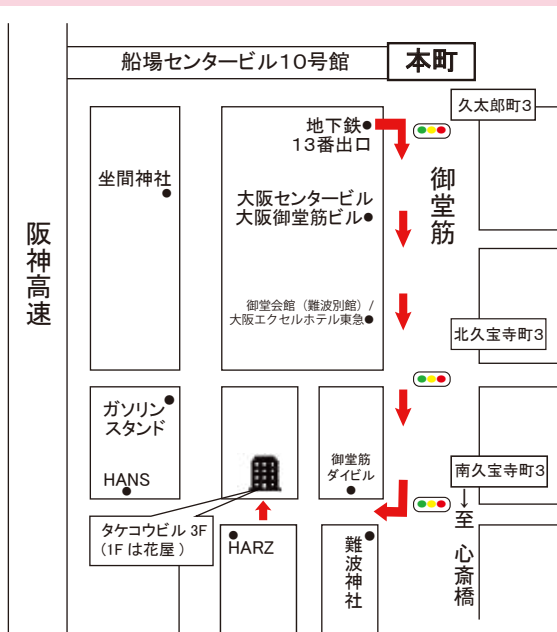 船場センタービル10号館
本町
久太郎町3
地下鉄
13番出口
坐間神社
大阪センタービル
大阪御堂筋ビル
御堂筋
阪神高速
御堂会館（難波別館）/
大阪エクセルホテル東急
北久宝寺町3
ガソリン
スタンド
HANS
御堂筋
ダイビル
南久宝寺町3
↓
至 心斎橋
タケコウビル 3F
(1F は花屋 )
HARZ
難波神社